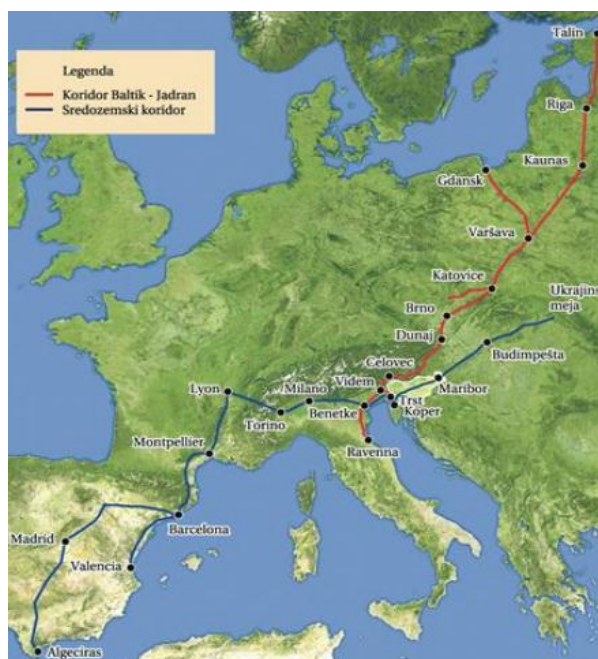 Legenda
Koridor Baltik - Jadran
Sredozemski koridor
Talin
Riga
Kaunas
Gdansk
Varšava
Katovice
Ukrajins
meja
Brno
Dunaj
Budimpešta
Celovec
Videm
Maribor
Lyon
Milano
Trst
Benetke
Koper
Torino
Montpellier
Ravenna
Barcelona
Madrid
Valencia
Algeciras